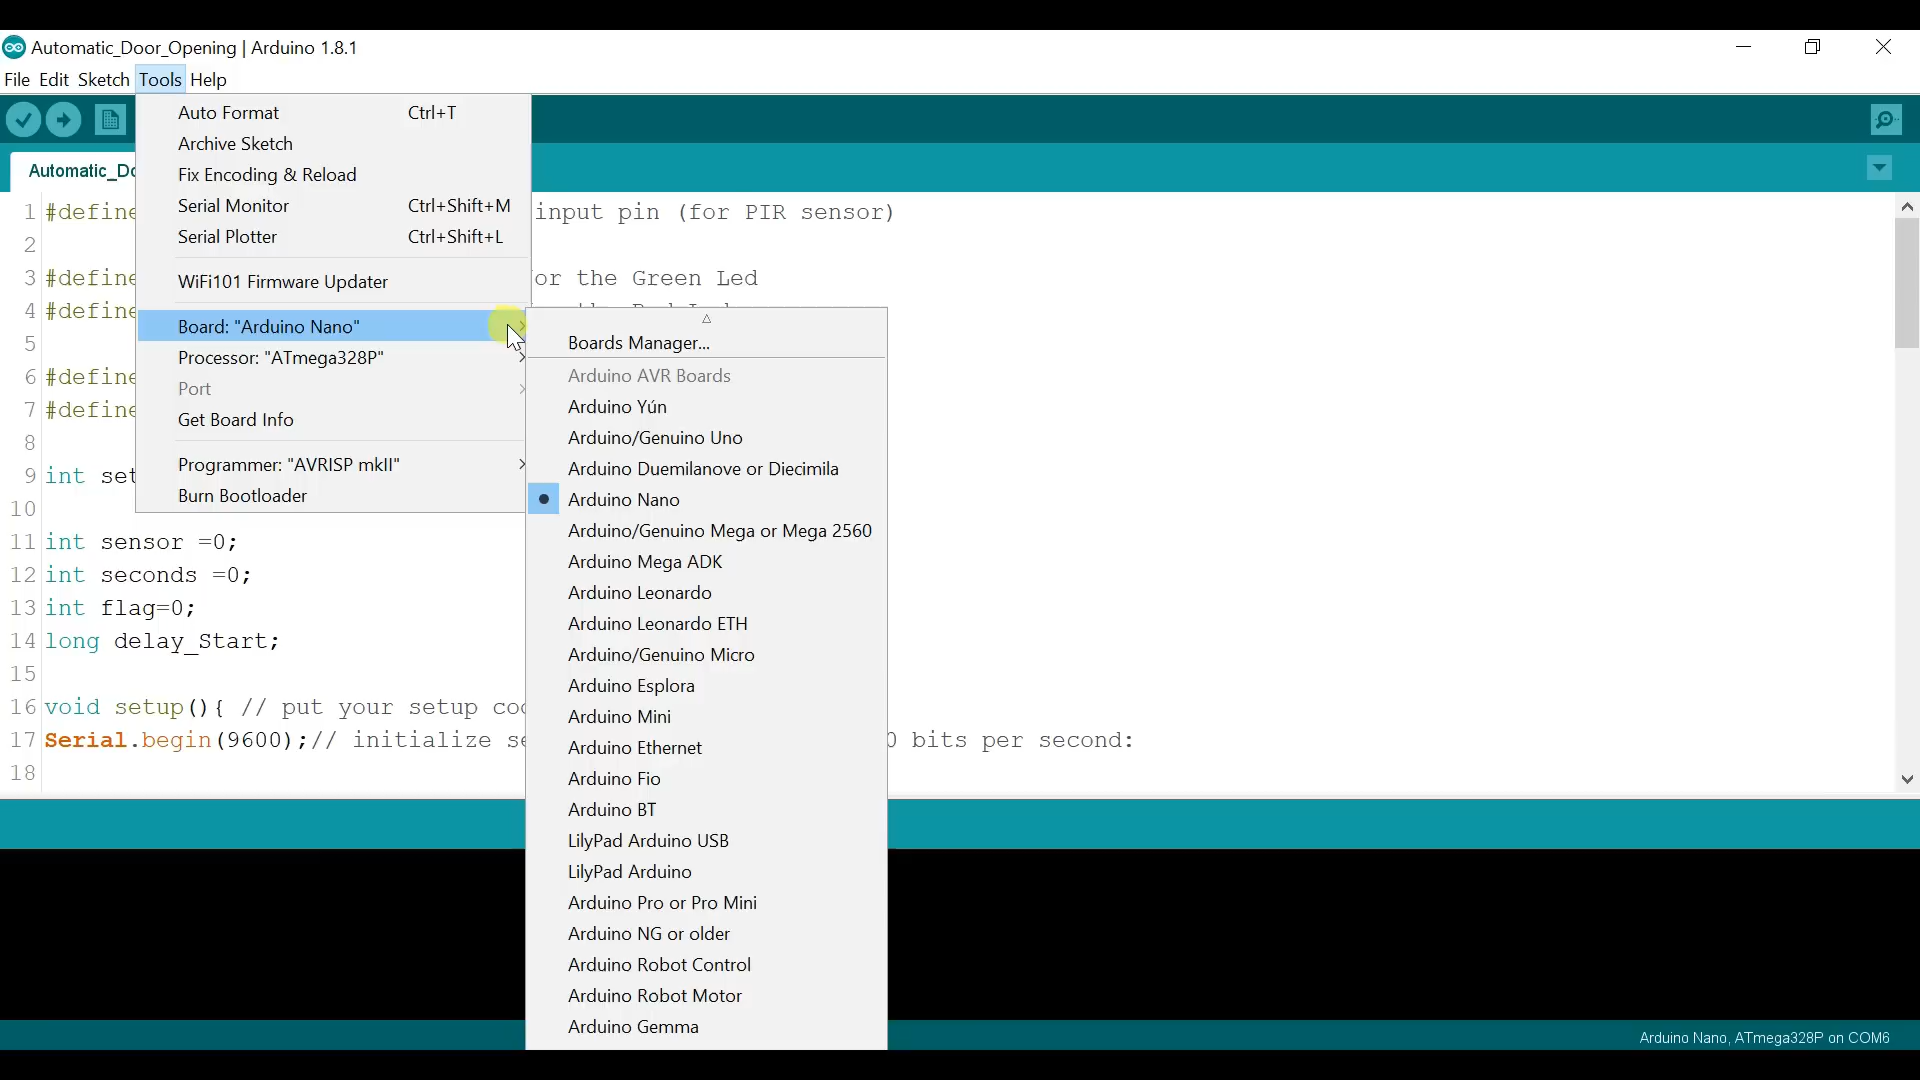 Automatic_Door_Opening | Arduino 1.8.1
File Edit Sketch Tools Help
Auto Format Ctrl+T
Archive Sketch
Fix Encoding & Reload
Serial Monitor Ctrl+Shift+M
Serial Plotter Ctrl+Shift+L
WiFi101 Firmware Updater
Board: "Arduino Nano"
Processor: "ATmega328P"
Port
Get Board Info
Programmer: "AVRISP mkII"
Burn Bootloader
Boards Manager...
Arduino AVR Boards
Arduino Yún
Arduino/Genuino Uno
Arduino Duemilanove or Diecimila
Arduino Nano
Arduino/Genuino Mega or Mega 2560
Arduino Mega ADK
Arduino Leonardo
Arduino Leonardo ETH
Arduino/Genuino Micro
Arduino Esplora
Arduino Mini
Arduino Ethernet
Arduino Fio
Arduino BT
LilyPad Arduino USB
LilyPad Arduino
Arduino Pro or Pro Mini
Arduino NG or older
Arduino Robot Control
Arduino Robot Motor
Arduino Gemma
Automatic_Do
1 #define input pin (for PIR sensor)
2
3 #define or the Green Led
4 #define
5
6 #define
7 #define
8
9 int set
10
11 int sensor =0;
12 int seconds =0;
13 int flag=0;
14 long delay_Start;
15
16 void setup(){ // put your setup co
17 Serial.begin(9600);// initialize se 0 bits per second:
18
Arduino Nano, ATmega328P on COM6